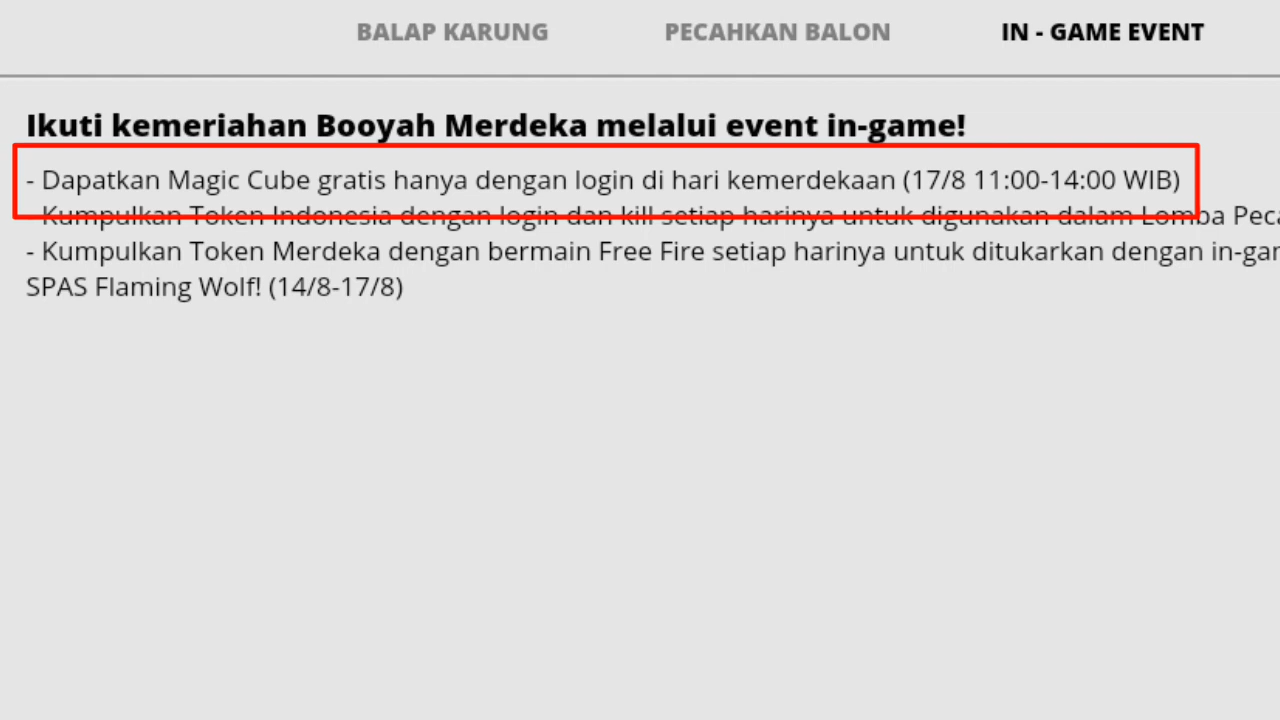 BALAP KARUNG PECAHKAN BALON IN - GAME EVENT
Ikuti kemeriahan Booyah Merdeka melalui event in-game!
- Dapatkan Magic Cube gratis hanya dengan login di hari kemerdekaan (17/8 11:00-14:00 WIB)
- Kumpulkan Token Indonesia dengan login dan kill setiap harinya untuk digunakan dalam Lomba
- Kumpulkan Token Merdeka dengan bermain Free Fire setiap harinya untuk ditukarkan dengan
SPAS Flaming Wolf! (14/8-17/8)